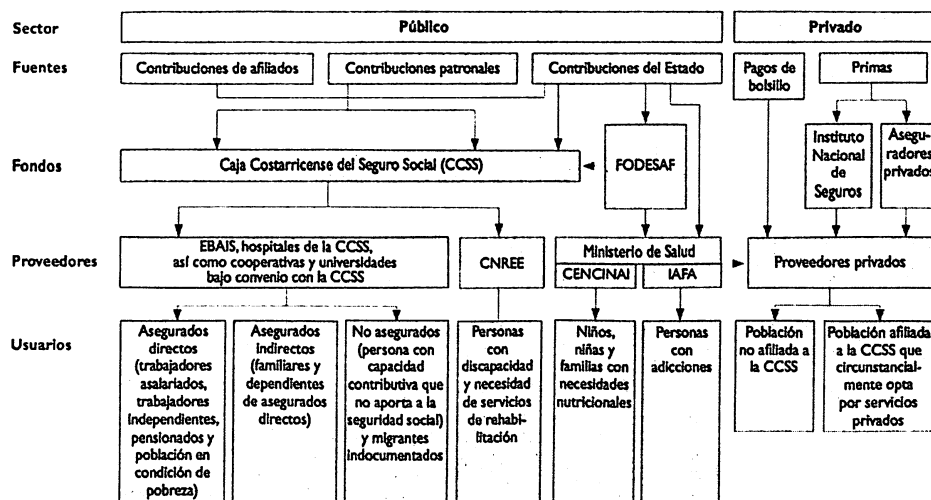 Sector
Público
Privado
Fuentes
Contribuciones de afiliados
Contribuciones patronales
Contribuciones del Estado
Pagos de
bolsillo
Primas
Fondos
Caja Costarricense del Seguro Social (CCSS)
FODESAF
Instituto
Nacional
de
Seguros
Asegu-
radores
privados
Proveedores
EBAIS, hospitales de la CCSS,
así como cooperativas y universidades
bajo convenio con la CCSS
CNREE
Ministerio de Salud
CENCINAI
IAFA
Proveedores privados
Usuarios
Asegurados
directos
(trabajadores
asalariados,
trabajadores
independientes,
pensionados y
población en
condición de
pobreza)
Asegurados
indirectos
(familiares y
dependientes
de asegurados
directos)
No asegurados
(persona con
capacidad
contributiva que
no aporta a la
seguridad social)
y migrantes
indocumentados
Personas
con
discapacidad
y necesidad
de servicios
de rehabi-
litación
Niños,
niñas y
familias con
necesidades
nutricionales
Personas
con
adicciones
Población
no afiliada a
la CCSS
Población afiliada
a la CCSS que
circunstancial-
mente opta
por servicios
privados